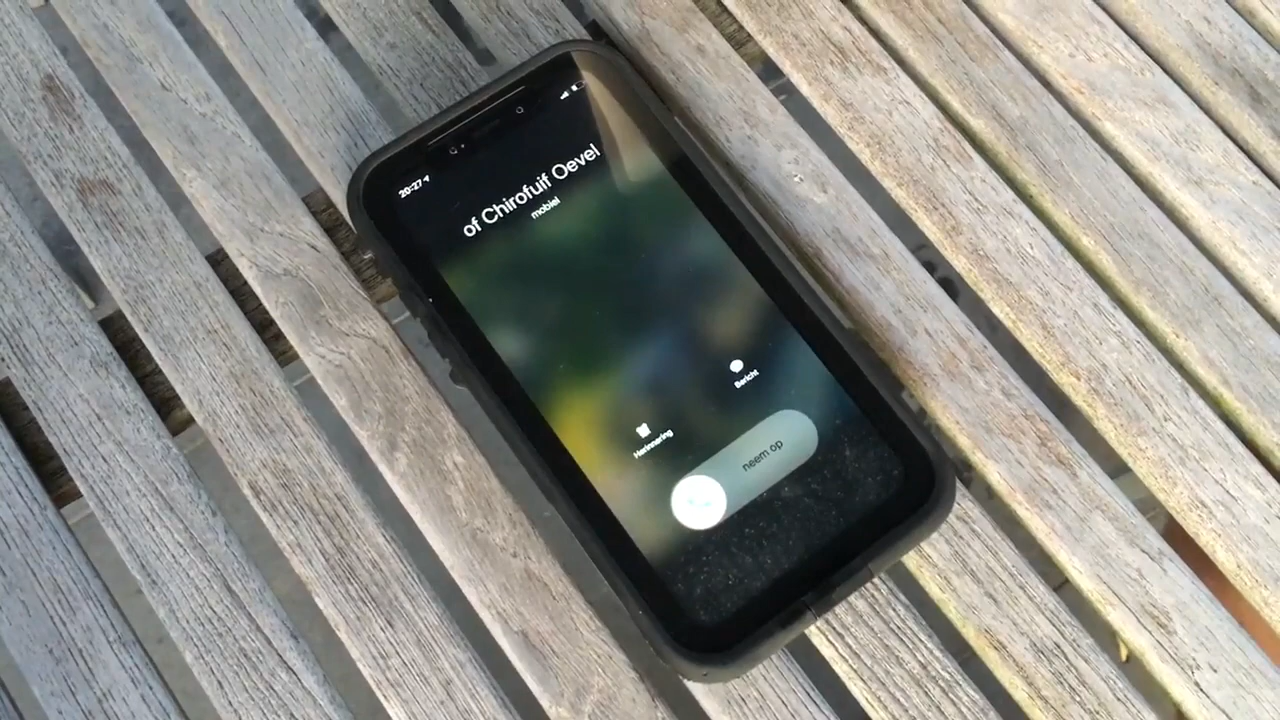 20:27
of Chirofuif Oevel
mobiel
Bericht
Herinnering
neem op